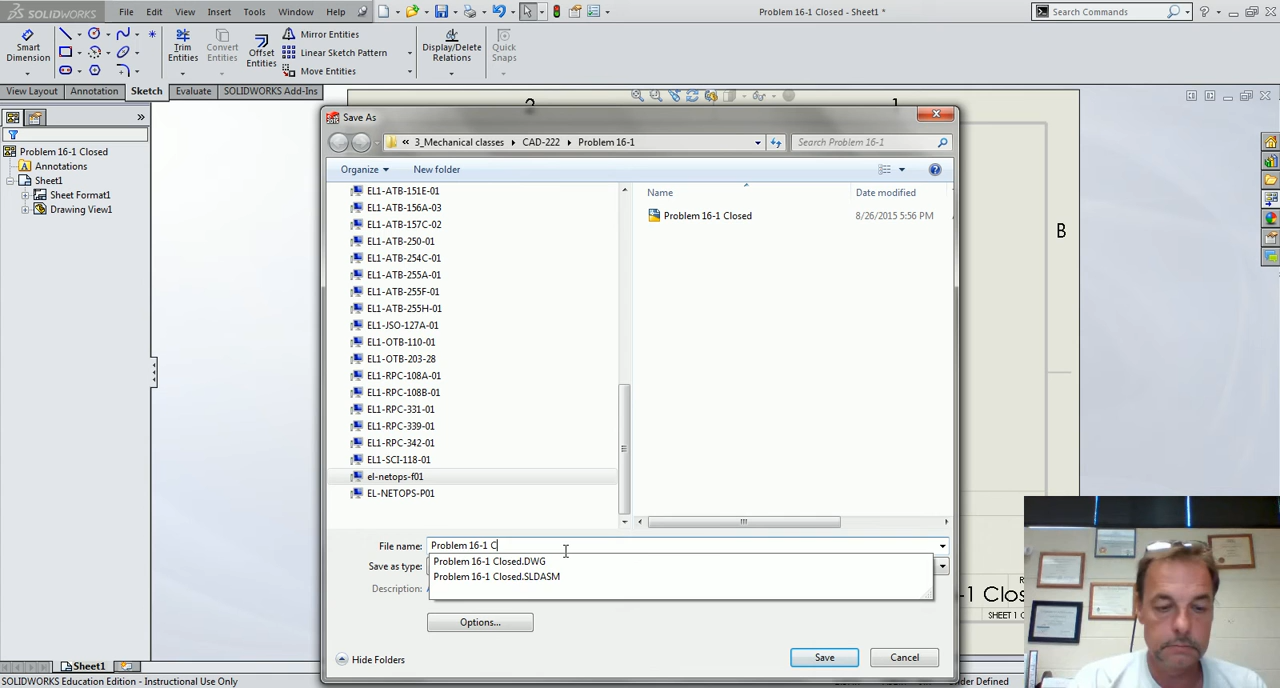 SOLIDWORKS File Edit View Insert Tools Window Help Problem 16-1 Closed - Sheet1 * Search Commands
Smart Dimension
Trim Entities
Convert Entities
Offset Entities
Mirror Entities
Linear Sketch Pattern
Move Entities
Display/Delete Relations
Quick Snaps
View Layout Annotation Sketch Evaluate SOLIDWORKS Add-Ins
Problem 16-1 Closed
Annotations
Sheet1
Sheet Format1
Drawing View1
2 1
B
Save As
« 3_Mechanical classes CAD-222 Problem 16-1 Search Problem 16-1
Organize New folder
EL1-ATB-151E-01
EL1-ATB-156A-03
EL1-ATB-157C-02
EL1-ATB-250-01
EL1-ATB-254C-01
EL1-ATB-255A-01
EL1-ATB-255F-01
EL1-ATB-255H-01
EL1-JSO-127A-01
EL1-OTB-110-01
EL1-OTB-203-28
EL1-RPC-108A-01
EL1-RPC-108B-01
EL1-RPC-331-01
EL1-RPC-339-01
EL1-RPC-342-01
EL1-SCI-118-01
el-netops-f01
EL-NETOPS-P01
Name Date modified
Problem 16-1 Closed 8/26/2015 5:56 PM
File name: Problem 16-1 C
Problem 16-1 Closed.DWG
Save as type:
Problem 16-1 Closed.SLDASM
Description:
Options...
Hide Folders Save Cancel
-1 Clos
SHEET 1
Sheet1
SOLIDWORKS Education Edition - Instructional Use Only
Under Defined